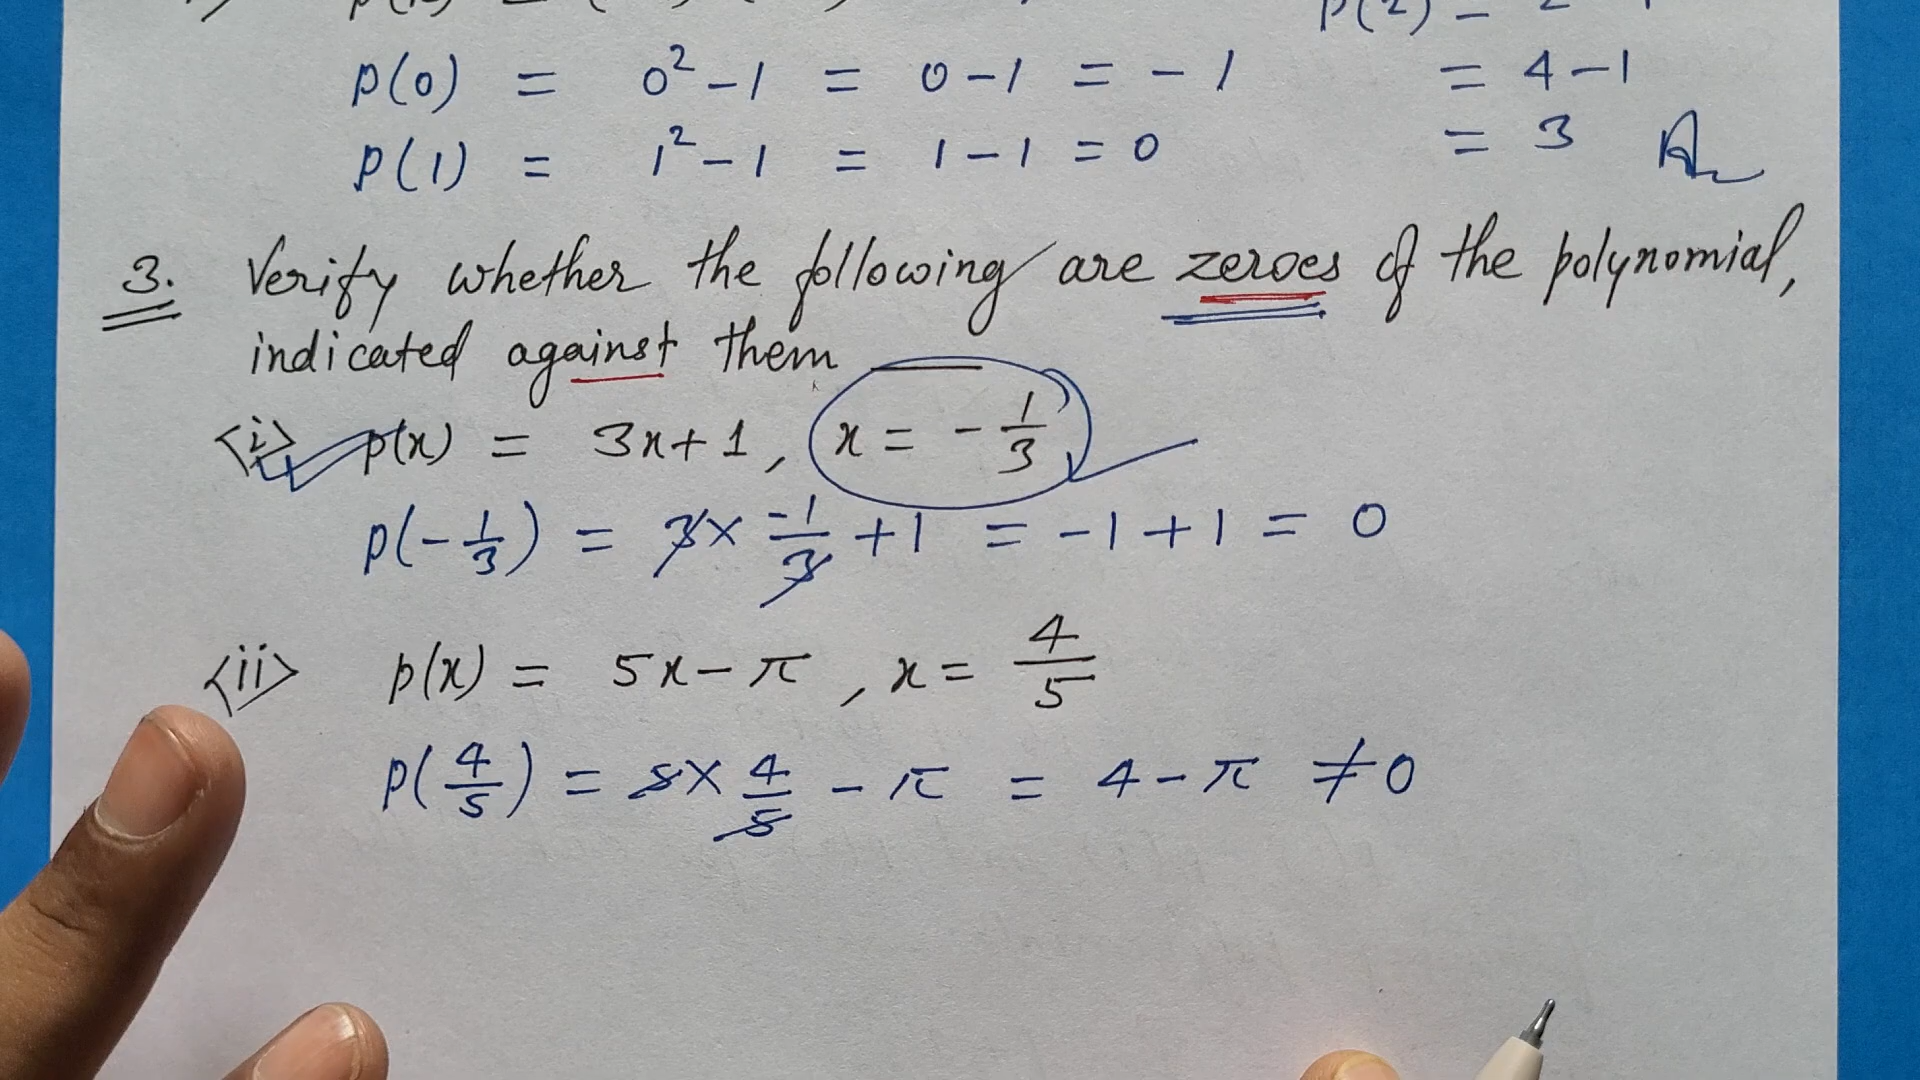 p(0) = 0² - 1 = 0 - 1 = - 1
p(1) = 1² - 1 = 1 - 1 = 0
= 4 - 1
= 3
3. Verify whether the following are zeroes of the polynomial,
indicated against them
<i> p(x) = 3x + 1, x = - 1/3
p(-1/3) = 3 × -1/3 + 1 = -1 + 1 = 0
<ii> p(x) = 5x - π, x = 4/5
p(4/5) = 5 × 4/5 - π = 4 - π ≠ 0